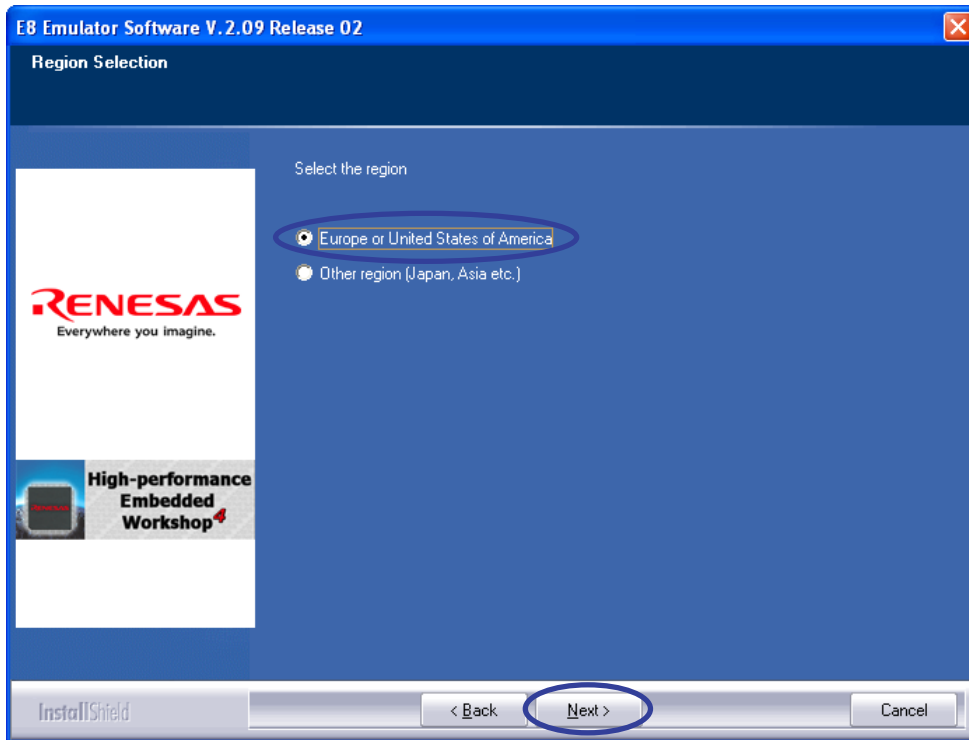 E8 Emulator Software V.2.09 Release 02
Region Selection
Select the region
Europe or United States of America
Other region (Japan, Asia etc.)
RENESAS
Everywhere you imagine.
High-performance
Embedded
Workshop4
InstallShield
< Back
Next >
Cancel